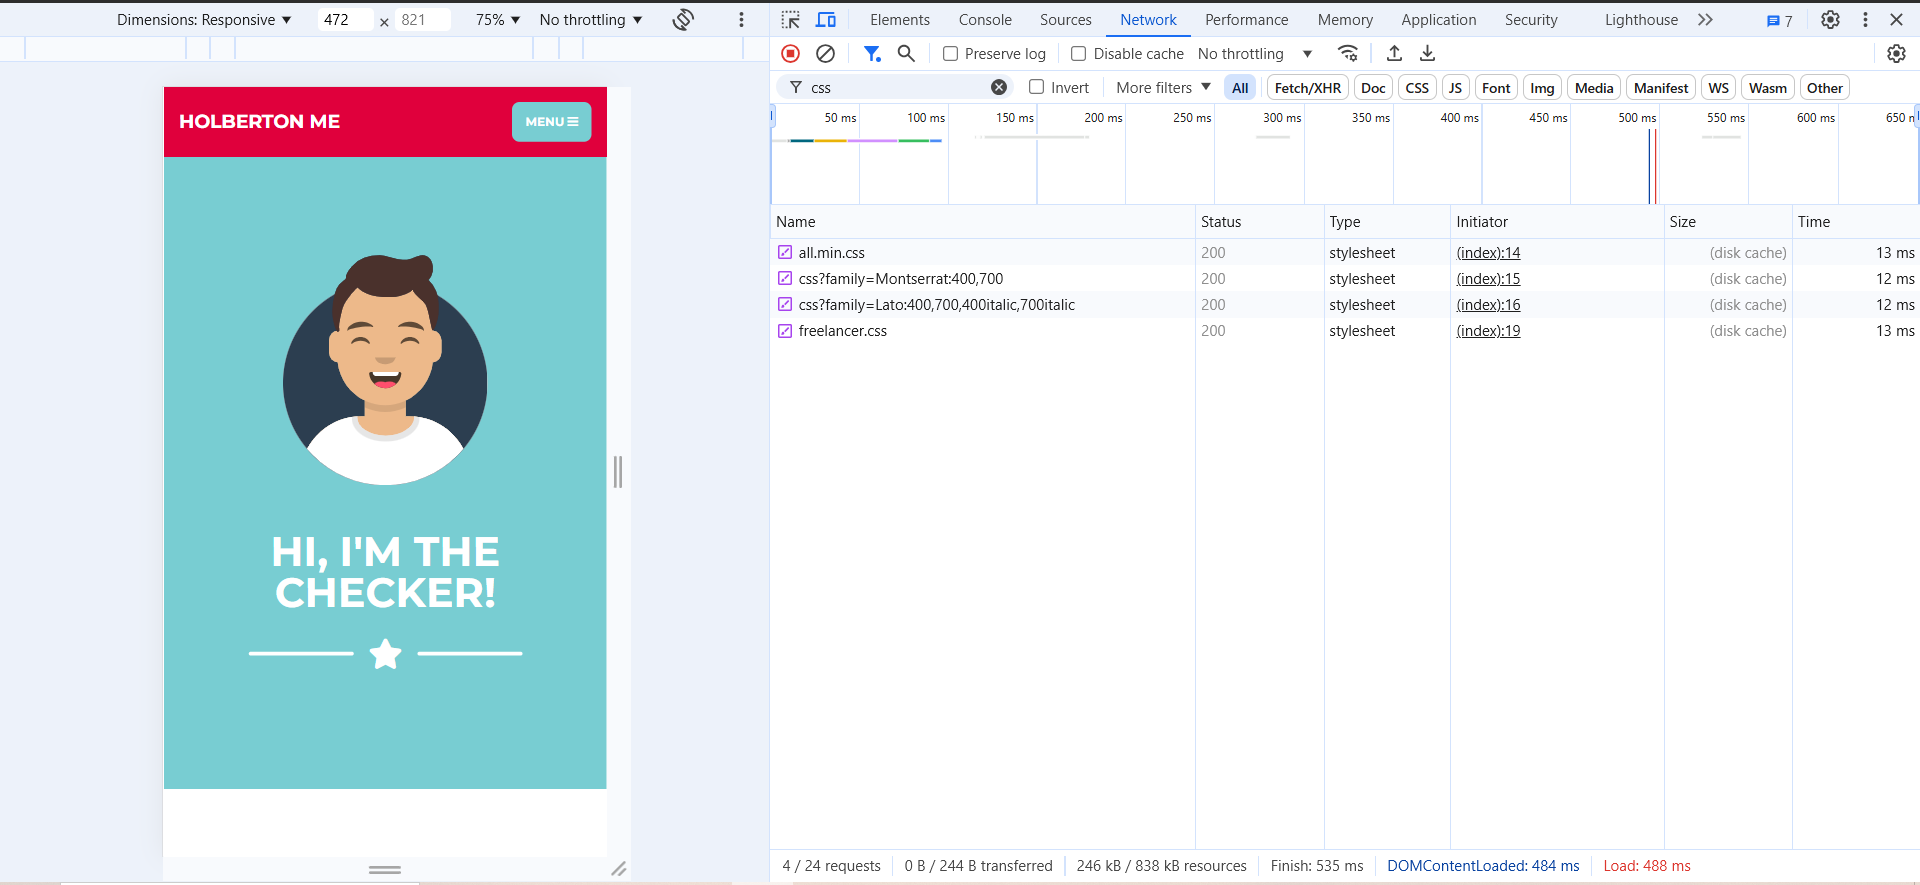 Dimensions: Responsive 472 × 821 75% No throttling
HOLBERTON ME MENU
HI, I'M THE
CHECKER!
Elements Console Sources Network Performance Memory Application Security Lighthouse 7
Preserve log Disable cache No throttling
css Invert More filters All Fetch/XHR Doc CSS JS Font Img Media Manifest WS Wasm Other
50 ms 100 ms 150 ms 200 ms 250 ms 300 ms 350 ms 400 ms 450 ms 500 ms 550 ms 600 ms 650
Name Status Type Initiator Size Time
all.min.css 200 stylesheet (index):14 (disk cache) 13 ms
css?family=Montserrat:400,700 200 stylesheet (index):15 (disk cache) 12 ms
css?family=Lato:400,700,400italic,700italic 200 stylesheet (index):16 (disk cache) 12 ms
freelancer.css 200 stylesheet (index):19 (disk cache) 13 ms
4 / 24 requests 0 B / 244 B transferred 246 kB / 838 kB resources Finish: 535 ms DOMContentLoaded: 484 ms Load: 488 ms